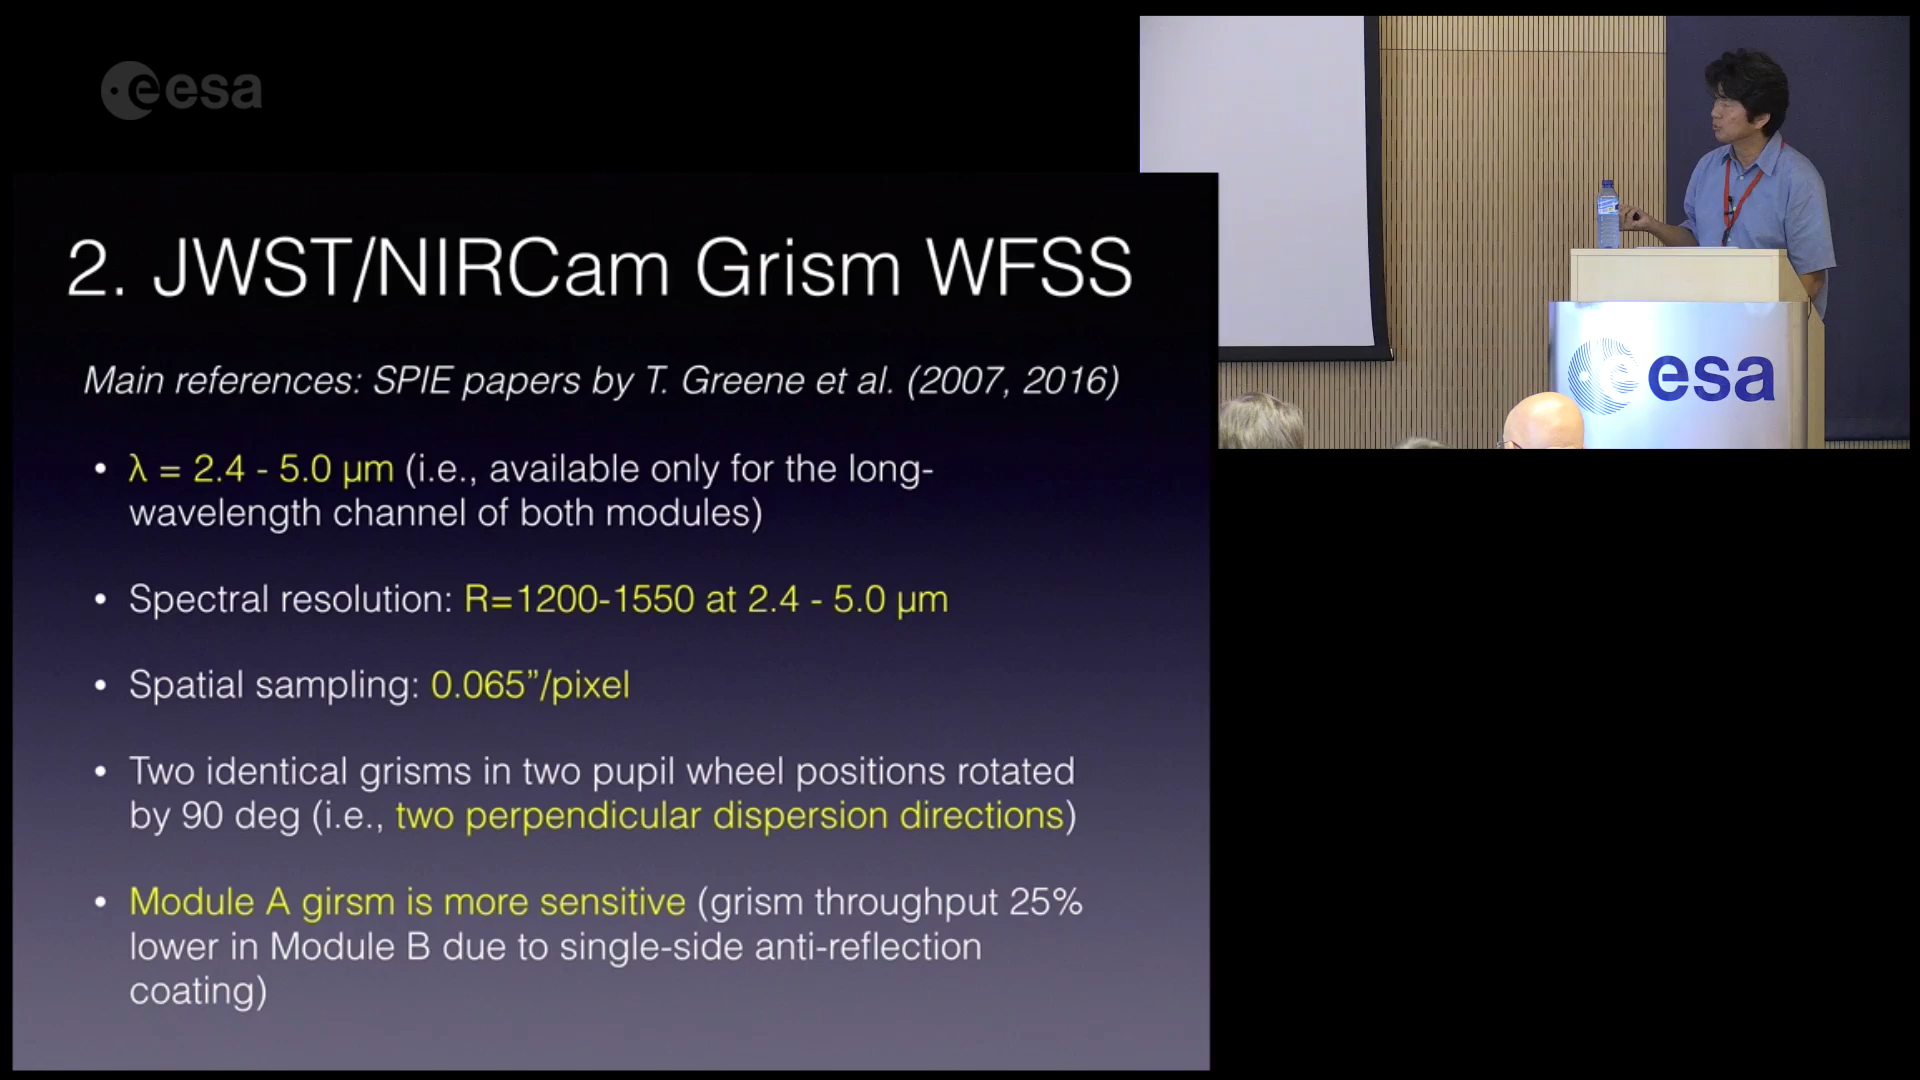 eesa
2. JWST/NIRCam Grism WFSS
Main references: SPIE papers by T. Greene et al. (2007, 2016)
• λ = 2.4 - 5.0 µm (i.e., available only for the long-
wavelength channel of both modules)
• Spectral resolution: R=1200-1550 at 2.4 - 5.0 µm
• Spatial sampling: 0.065”/pixel
• Two identical grisms in two pupil wheel positions rotated
by 90 deg (i.e., two perpendicular dispersion directions)
• Module A girsm is more sensitive (grism throughput 25%
lower in Module B due to single-side anti-reflection
coating)
eesa